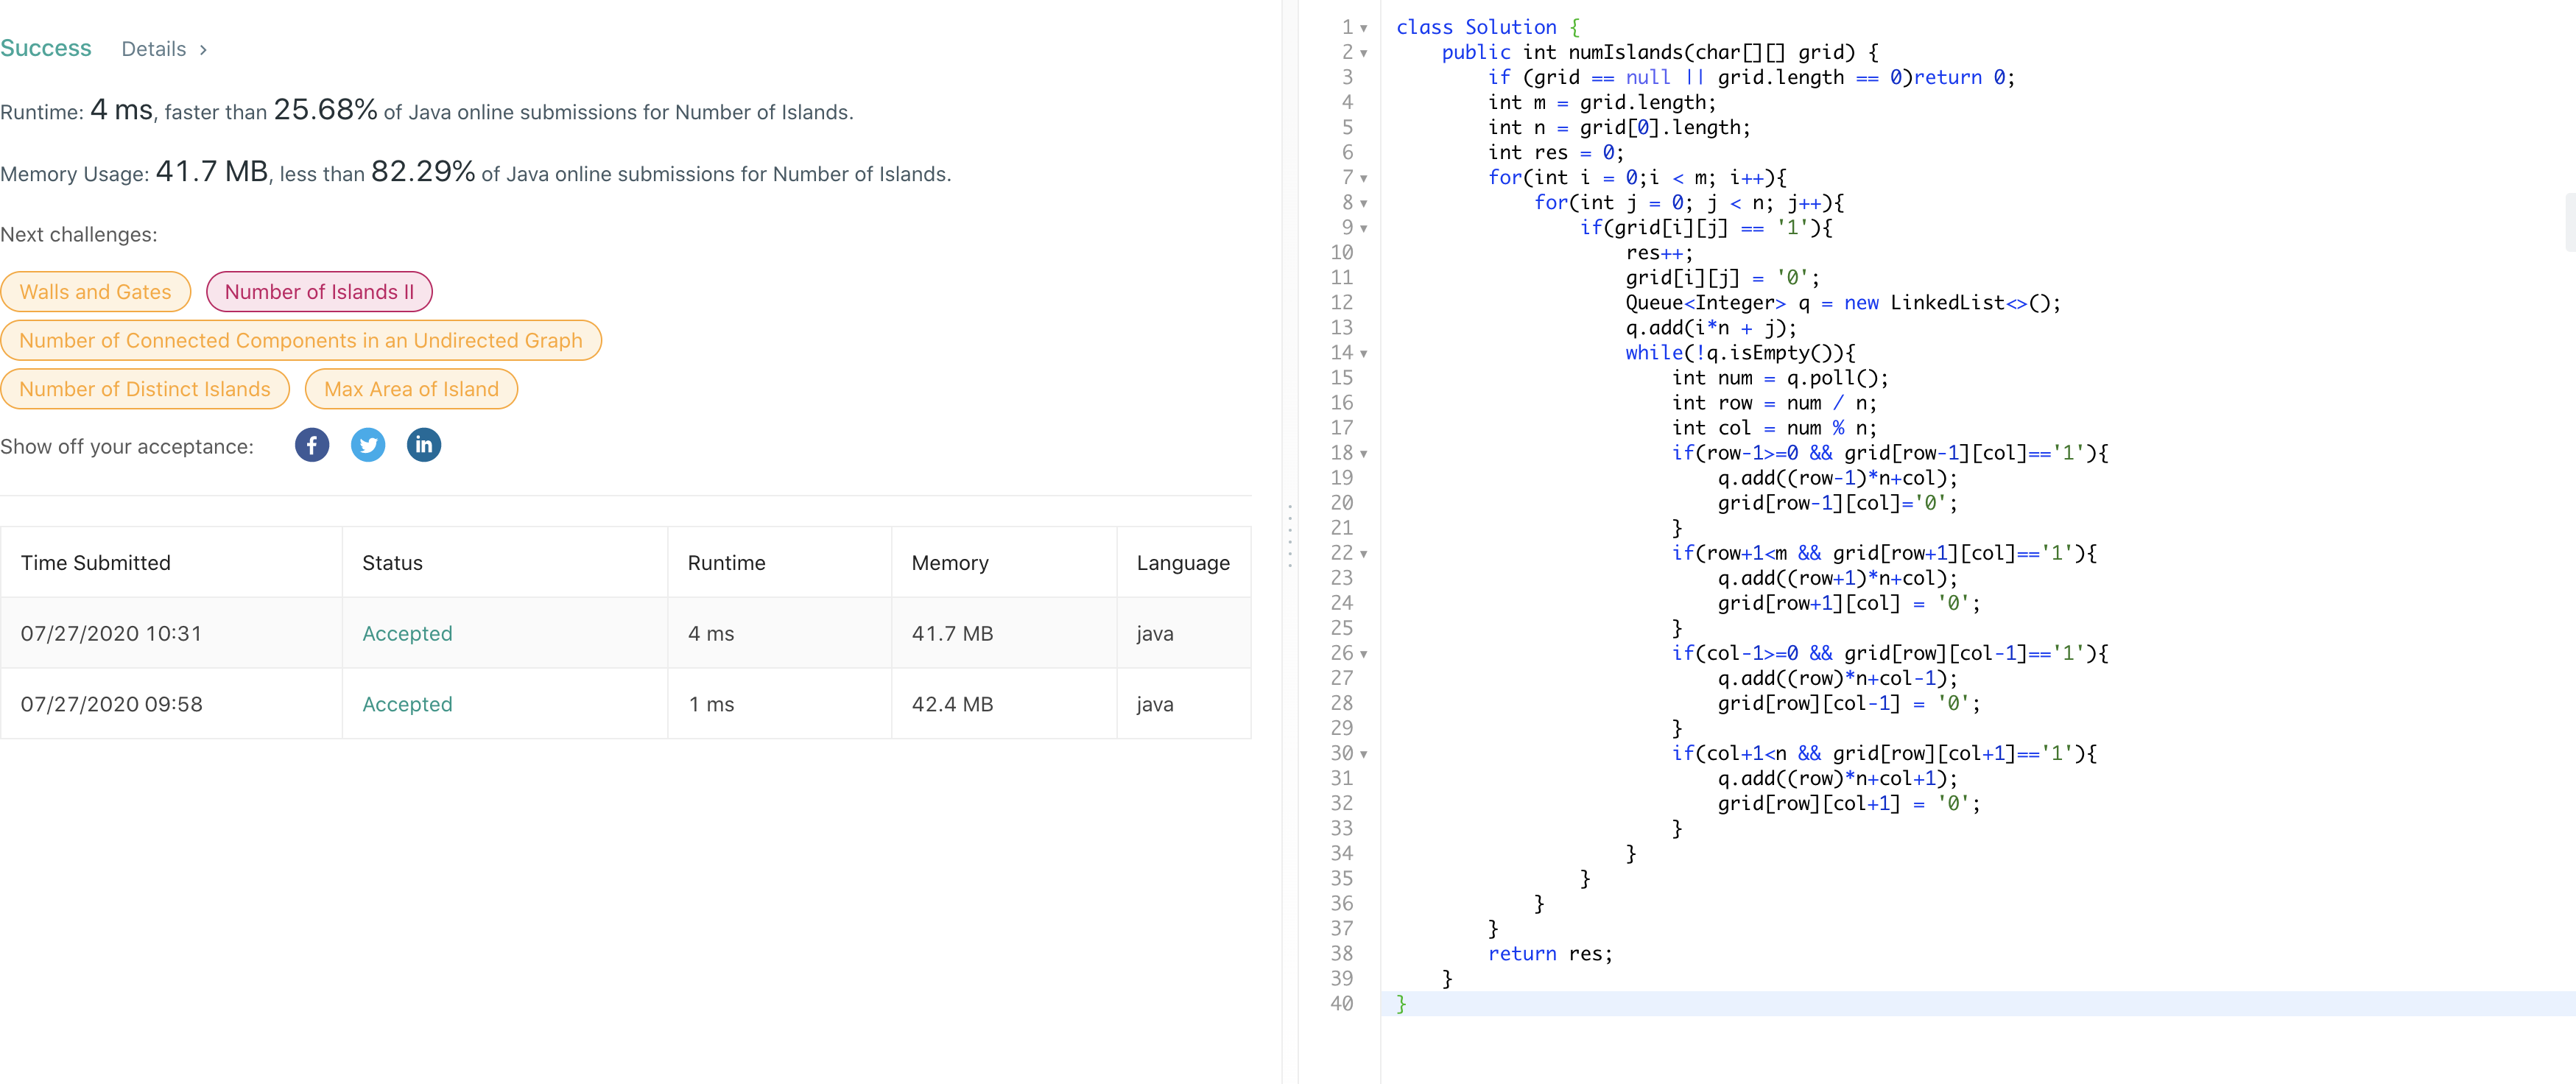 Success Details >
Runtime: 4 ms, faster than 25.68% of Java online submissions for Number of Islands.
Memory Usage: 41.7 MB, less than 82.29% of Java online submissions for Number of Islands.
Next challenges:
Walls and Gates Number of Islands II
Number of Connected Components in an Undirected Graph
Number of Distinct Islands Max Area of Island
Show off your acceptance: f in
Time Submitted Status Runtime Memory Language
07/27/2020 10:31 Accepted 4 ms 41.7 MB java
07/27/2020 09:58 Accepted 1 ms 42.4 MB java
1 class Solution {
2     public int numIslands(char[][] grid) {
3         if (grid == null || grid.length == 0)return 0;
4         int m = grid.length;
5         int n = grid[0].length;
6         int res = 0;
7         for(int i = 0;i < m; i++){
8             for(int j = 0; j < n; j++){
9                 if(grid[i][j] == '1'){
10                     res++;
11                     grid[i][j] = '0';
12                     Queue<Integer> q = new LinkedList<>();
13                     q.add(i*n + j);
14                     while(!q.isEmpty()){
15                         int num = q.poll();
16                         int row = num / n;
17                         int col = num % n;
18                         if(row-1>=0 && grid[row-1][col]=='1'){
19                             q.add((row-1)*n+col);
20                             grid[row-1][col]='0';
21                         }
22                         if(row+1<m && grid[row+1][col]=='1'){
23                             q.add((row+1)*n+col);
24                             grid[row+1][col] = '0';
25                         }
26                         if(col-1>=0 && grid[row][col-1]=='1'){
27                             q.add((row)*n+col-1);
28                             grid[row][col-1] = '0';
29                         }
30                         if(col+1<n && grid[row][col+1]=='1'){
31                             q.add((row)*n+col+1);
32                             grid[row][col+1] = '0';
33                         }
34                     }
35                 }
36             }
37         }
38         return res;
39     }
40 }